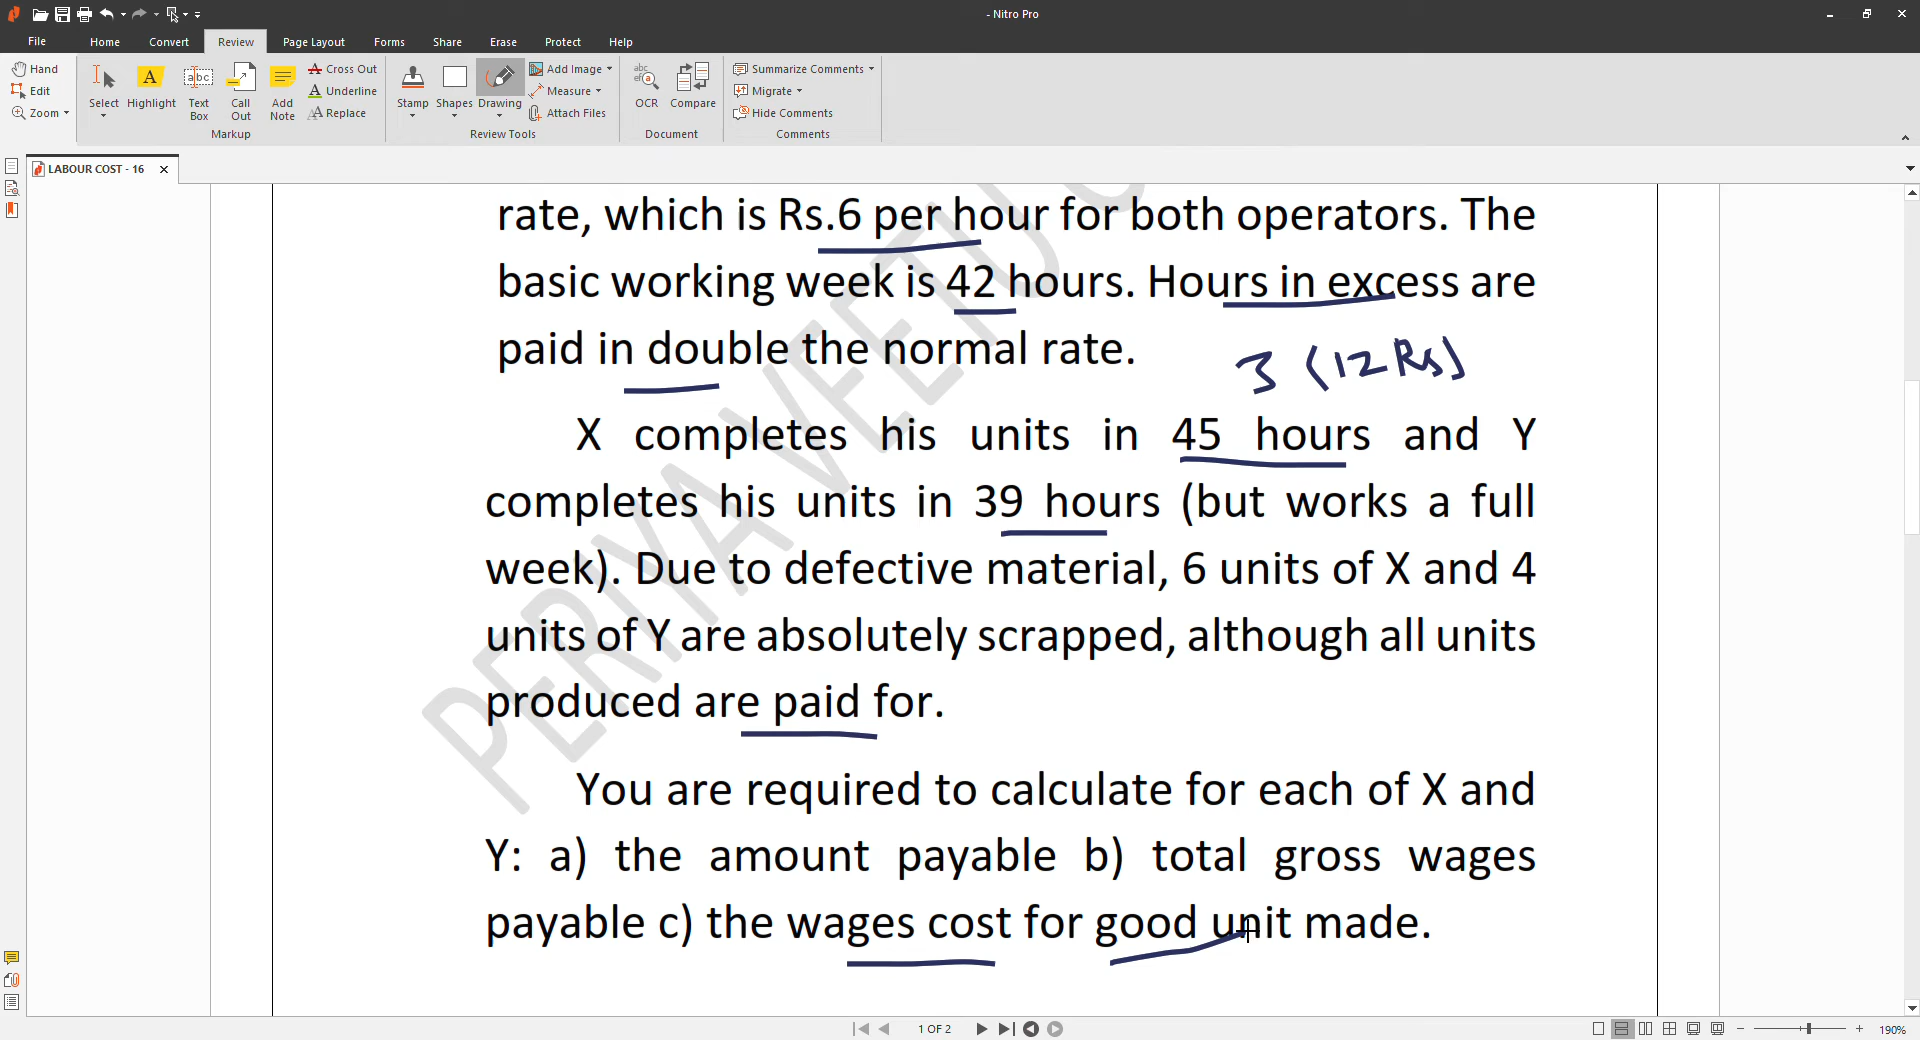 - Nitro Pro
File Home Convert Review Page Layout Forms Share Erase Protect Help
Hand
Edit
Zoom
Select
Highlight
Text Box
Call Out
Add Note
Cross Out
Underline
Replace
Markup
Stamp
Shapes
Drawing
Add Image
Measure
Attach Files
Review Tools
OCR
Compare
Document
Summarize Comments
Migrate
Hide Comments
Comments
LABOUR COST - 16
rate, which is Rs.6 per hour for both operators. The
basic working week is 42 hours. Hours in excess are
paid in double the normal rate.
3 (12 Rs)
X completes his units in 45 hours and Y
completes his units in 39 hours (but works a full
week). Due to defective material, 6 units of X and 4
units of Y are absolutely scrapped, although all units
produced are paid for.
You are required to calculate for each of X and
Y: a) the amount payable b) total gross wages
payable c) the wages cost for good unit made.
PERIYA VEETU
1 OF 2
190%